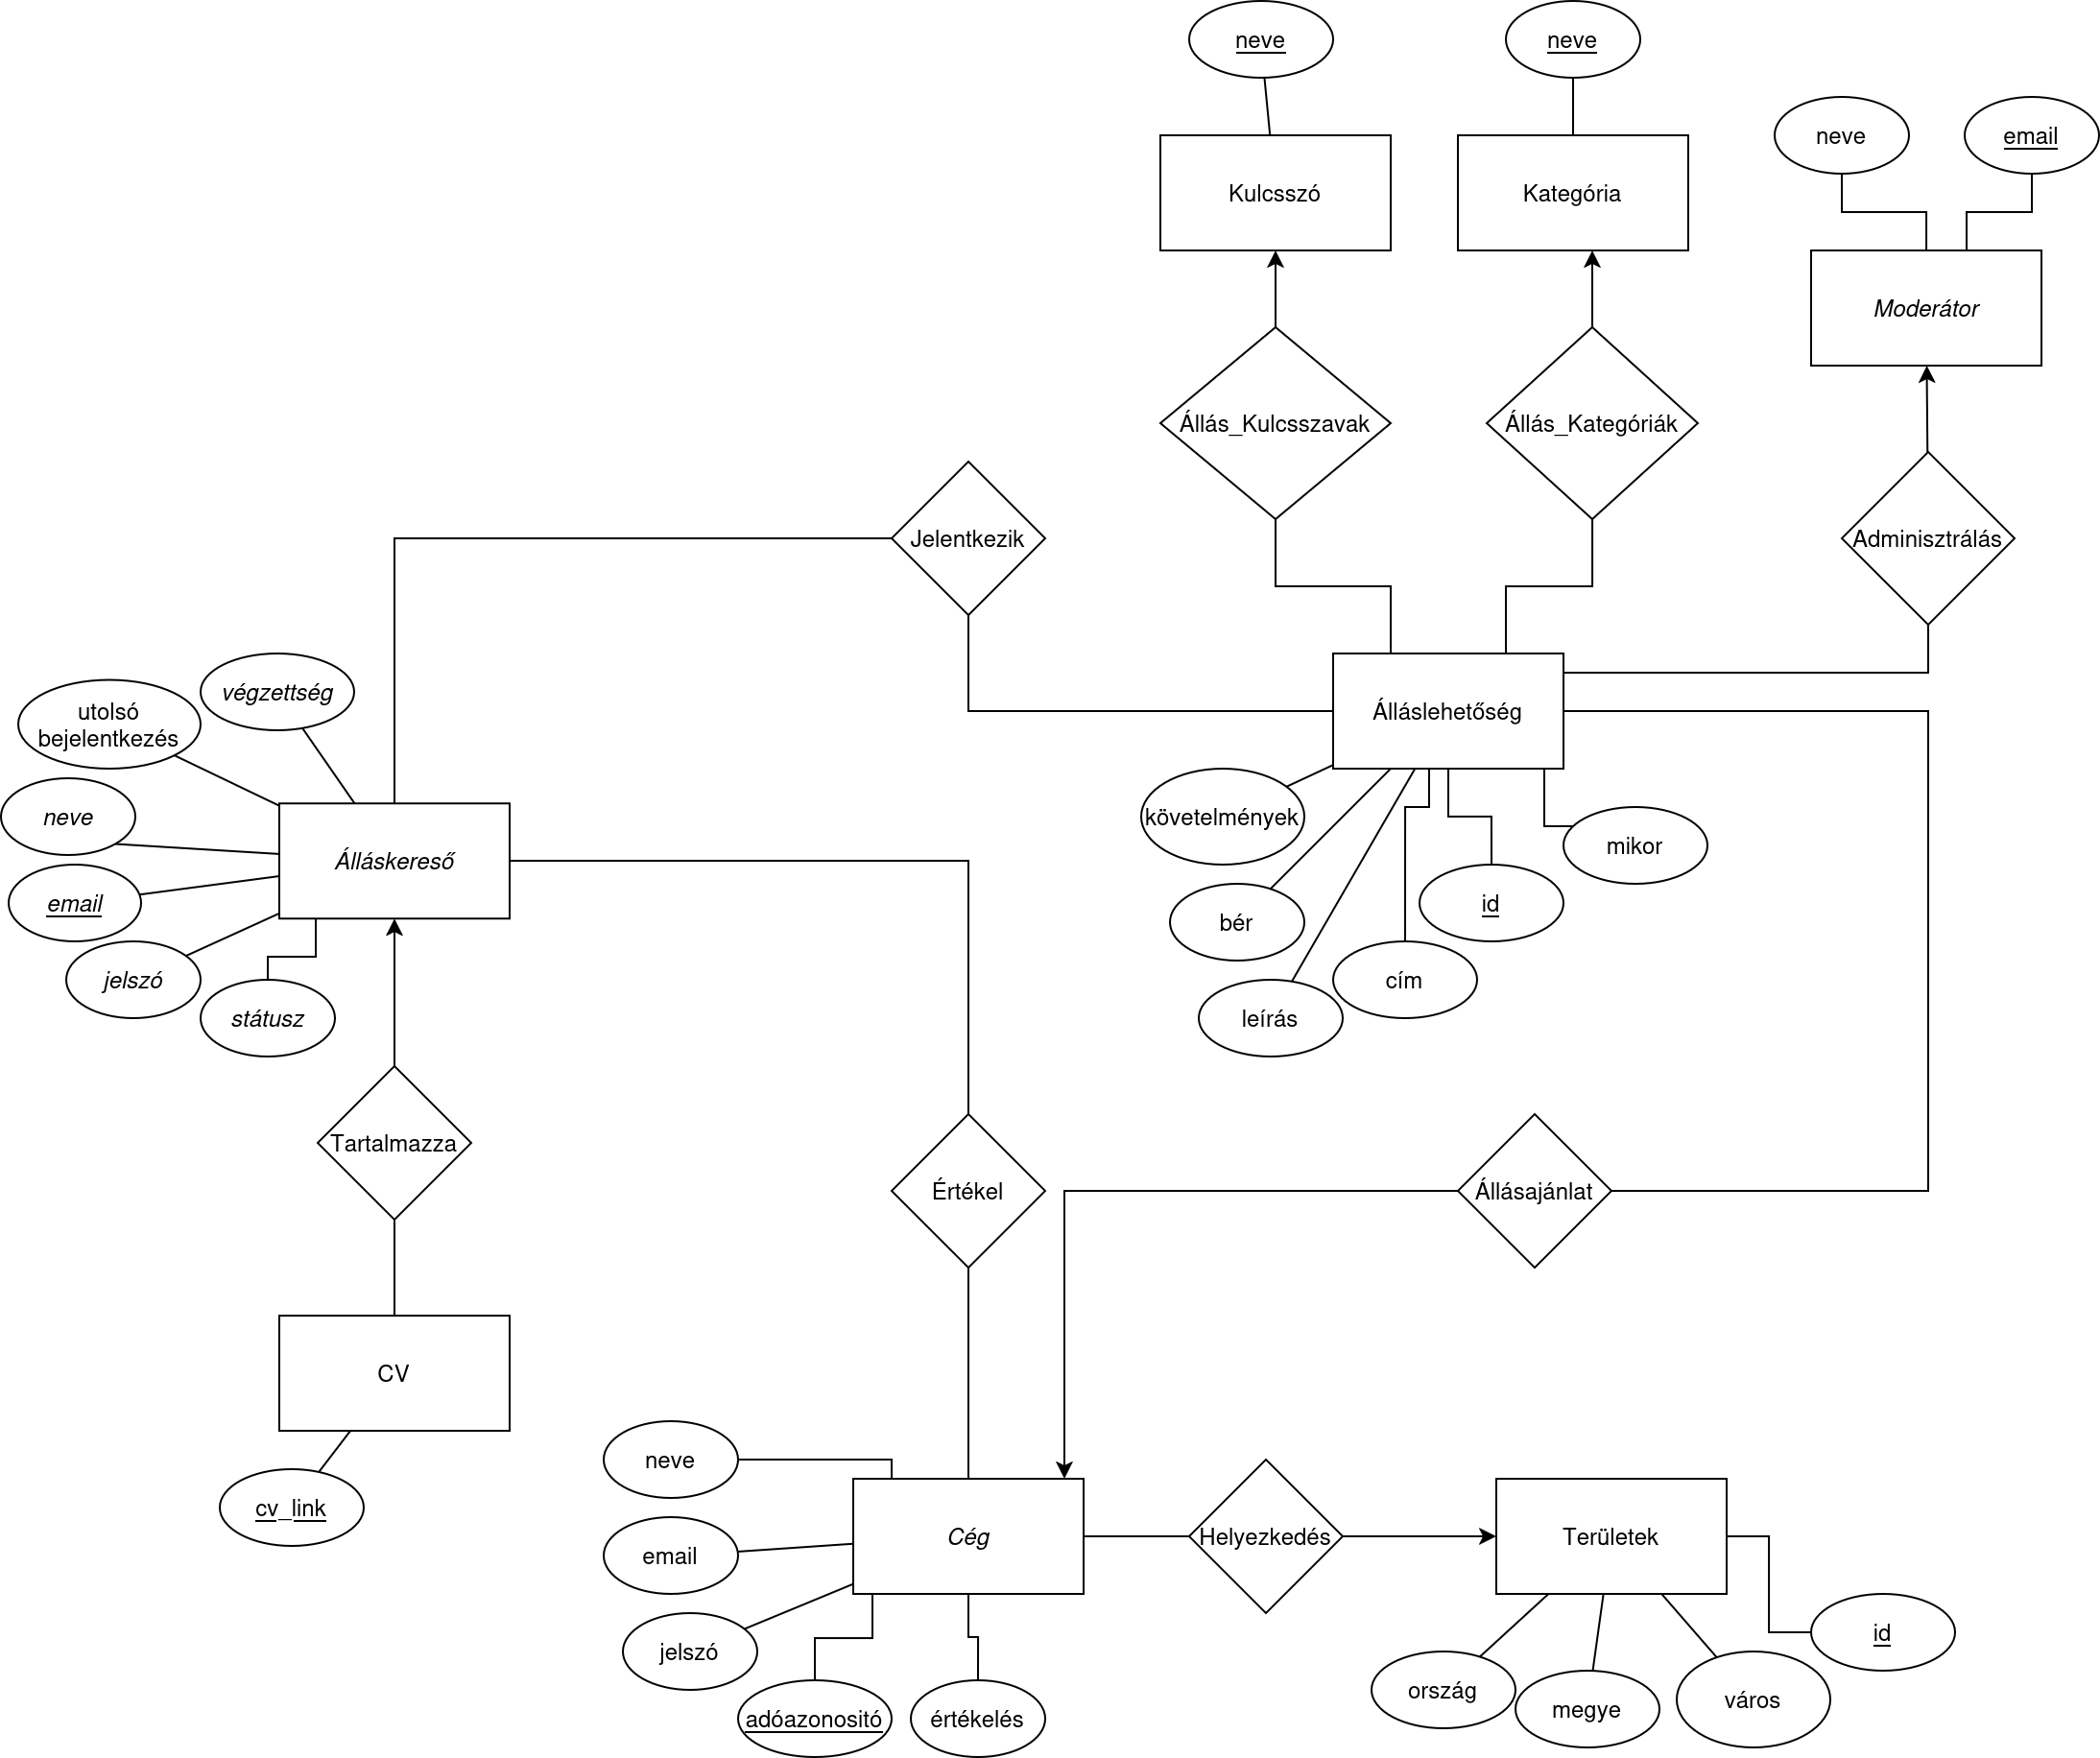 neve
neve
neve
email
Kulcsszó
Kategória
Moderátor
Állás_Kulcsszavak
Állás_Kategóriák
Jelentkezik
Adminisztrálás
végzettség
utolsó
bejelentkezés
Álláslehetőség
neve
követelmények
mikor
Álláskereső
email
id
bér
jelszó
cím
státusz
leírás
Tartalmazza
Értékel
Állásajánlat
CV
neve
cv_link
Cég
Helyezkedés
Területek
email
jelszó
id
ország
megye
város
adóazonositó
értékelés